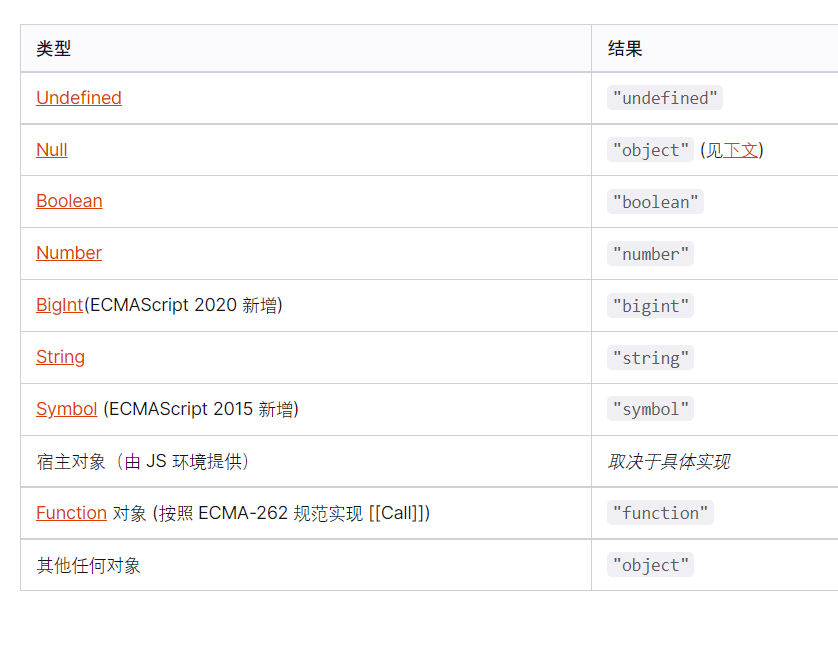 类型 结果
Undefined "undefined"
Null "object" (见下文)
Boolean "boolean"
Number "number"
BigInt(ECMAScript 2020 新增) "bigint"
String "string"
Symbol (ECMAScript 2015 新增) "symbol"
宿主对象（由 JS 环境提供） 取决于具体实现
Function 对象 (按照 ECMA-262 规范实现 [[Call]]) "function"
其他任何对象 "object"